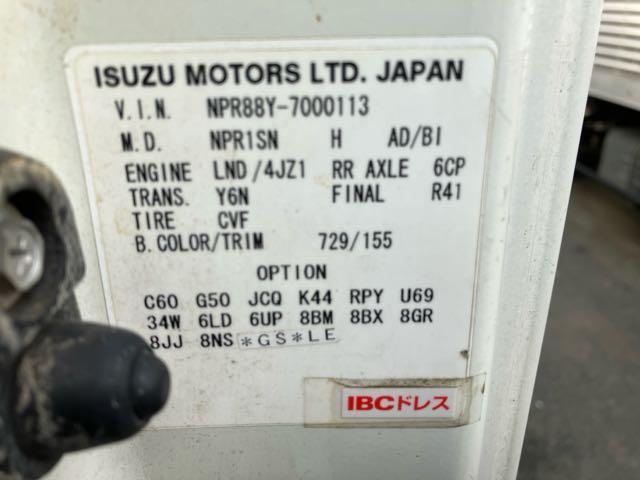 ISUZU MOTORS LTD. JAPAN
V.I.N. NPR88Y-7000113
M.D. NPR1SN H AD/BI
ENGINE LND/4JZ1 RR AXLE 6CP
TRANS. Y6N FINAL R41
TIRE CVF
B.COLOR/TRIM 729/155
OPTION
C60 G50 JCQ K44 RPY U69
34W 6LD 6UP 8BM 8BX 8GR
8JJ 8NS *GS*LE
IBCドレス